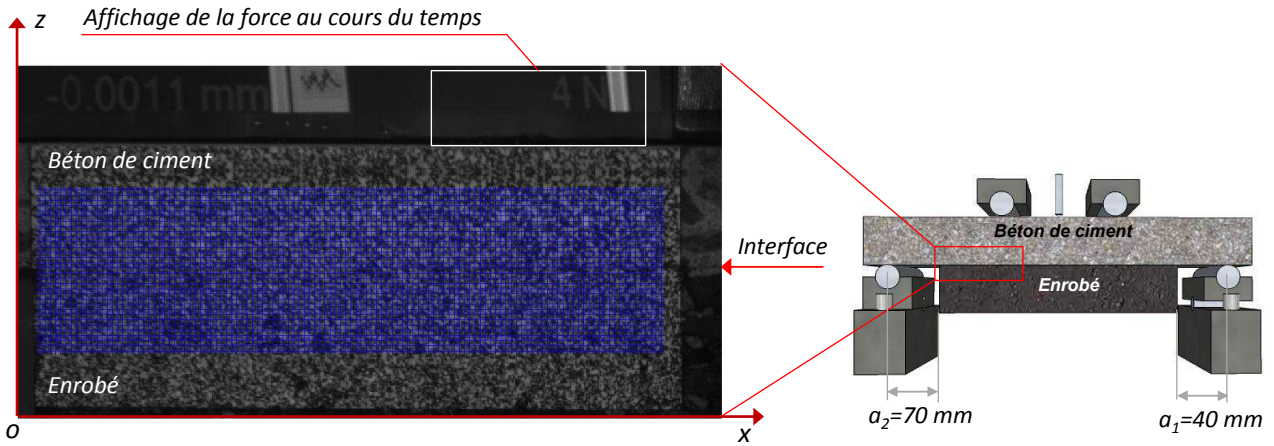 z
Affichage de la force au cours du temps
-0.0011 mm
4 N
Béton de ciment
Enrobé
o
x
Interface
Béton de ciment
Enrobé
a₂=70 mm
a₁=40 mm